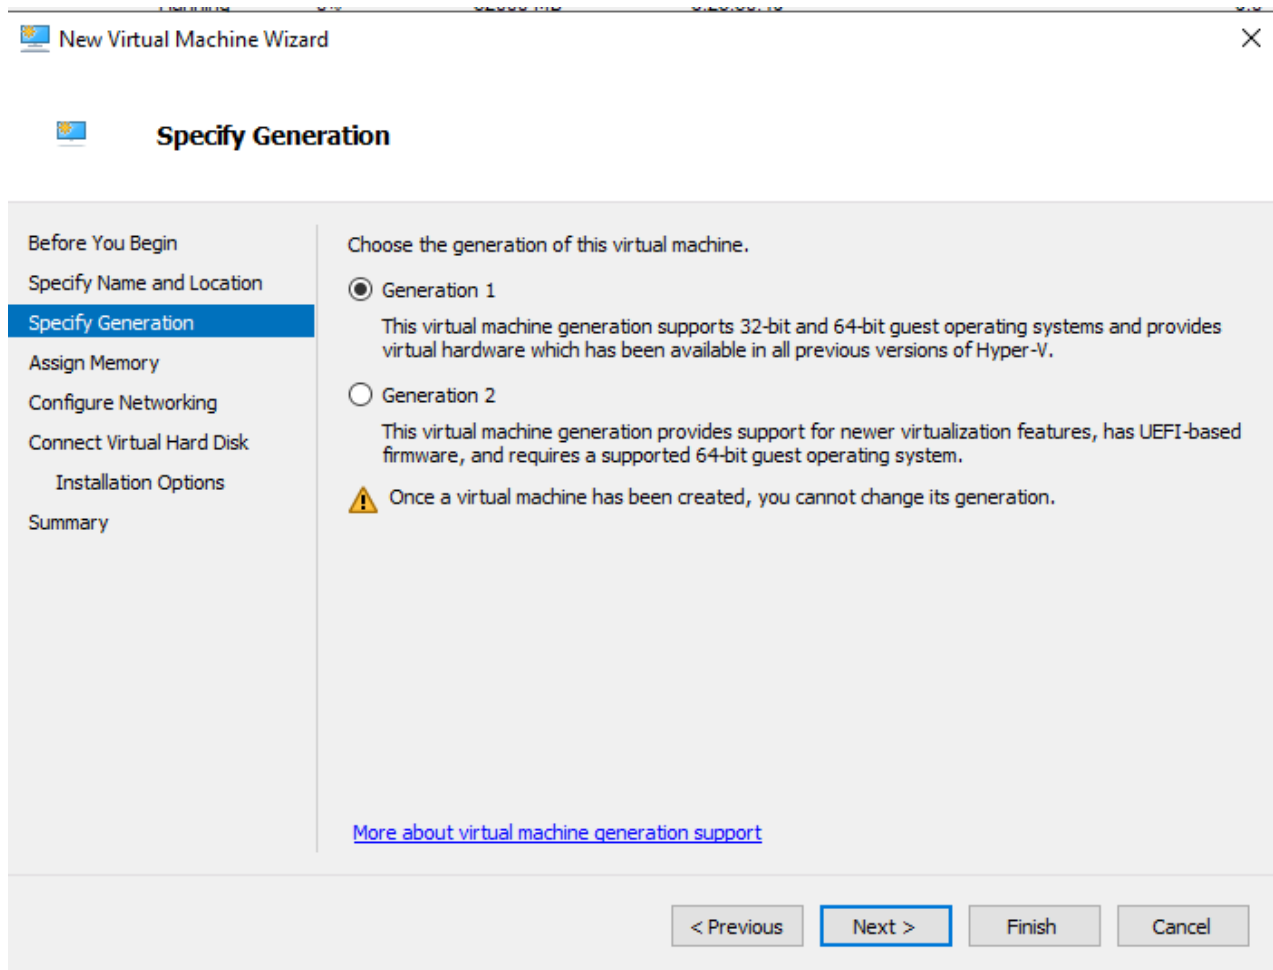 New Virtual Machine Wizard
Specify Generation
Before You Begin
Specify Name and Location
Specify Generation
Assign Memory
Configure Networking
Connect Virtual Hard Disk
Installation Options
Summary
Choose the generation of this virtual machine.
Generation 1
This virtual machine generation supports 32-bit and 64-bit guest operating systems and provides
virtual hardware which has been available in all previous versions of Hyper-V.
Generation 2
This virtual machine generation provides support for newer virtualization features, has UEFI-based
firmware, and requires a supported 64-bit guest operating system.
Once a virtual machine has been created, you cannot change its generation.
More about virtual machine generation support
< Previous
Next >
Finish
Cancel